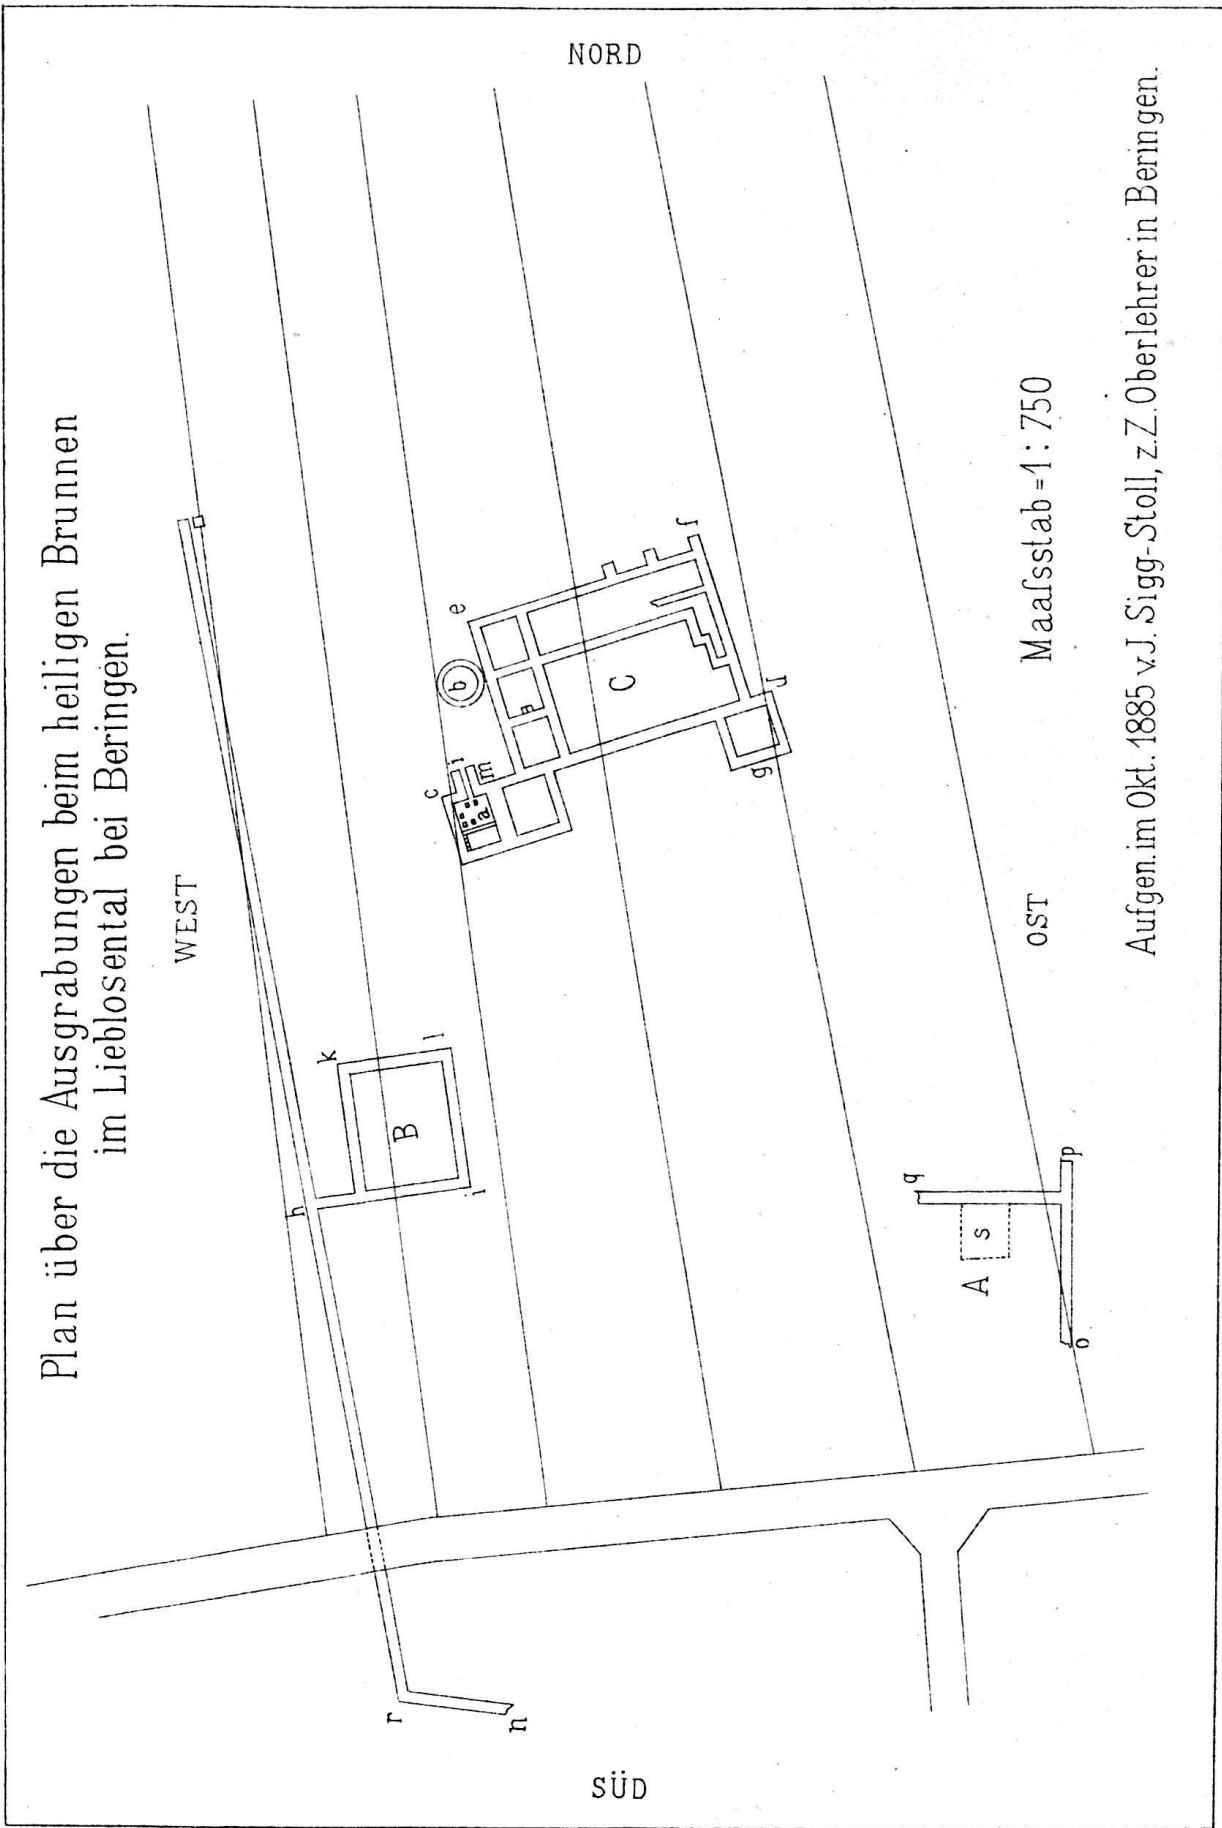 Plan über die Ausgrabungen beim heiligen Brunnen
im Lieblosental bei Beringen.
NORD
WEST
h
k
B
l
i
r
n
SÜD
c
i
m
a
b
e
n
C
f
g
d
q
A
s
o
p
OST
Maaſsstab = 1 : 750
Aufgen. im Okt. 1885 v. J. Sigg-Stoll, z. Z. Oberlehrer in Beringen.